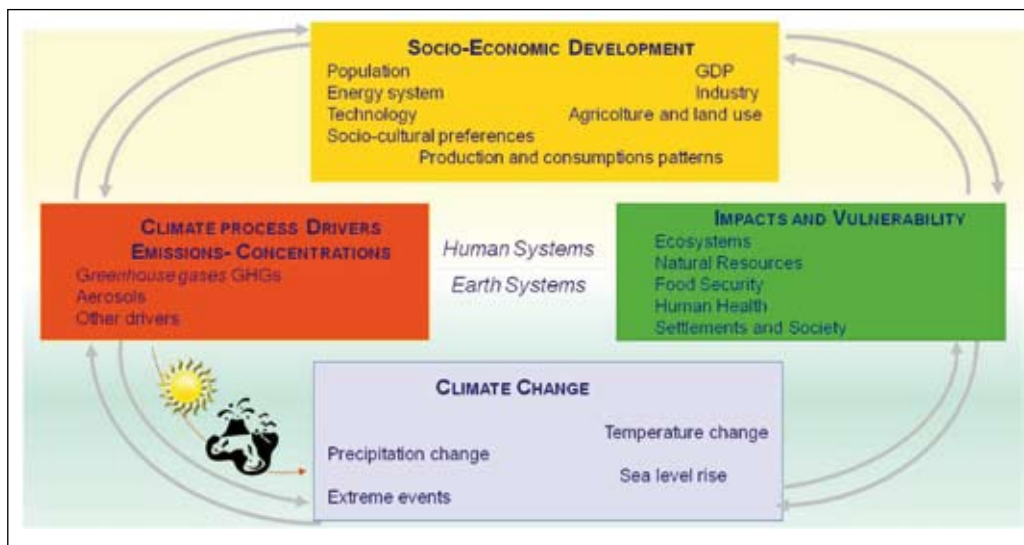 SOCIO-ECONOMIC DEVELOPMENT
Population GDP
Energy system Industry
Technology Agricolture and land use
Socio-cultural preferences
Production and consumptions patterns
CLIMATE PROCESS DRIVERS
EMISSIONS- CONCENTRATIONS
Greenhouse gases GHGs
Aerosols
Other drivers
Human Systems
Earth Systems
IMPACTS AND VULNERABILITY
Ecosystems
Natural Resources
Food Security
Human Health
Settlements and Society
CLIMATE CHANGE
Temperature change
Precipitation change
Sea level rise
Extreme events